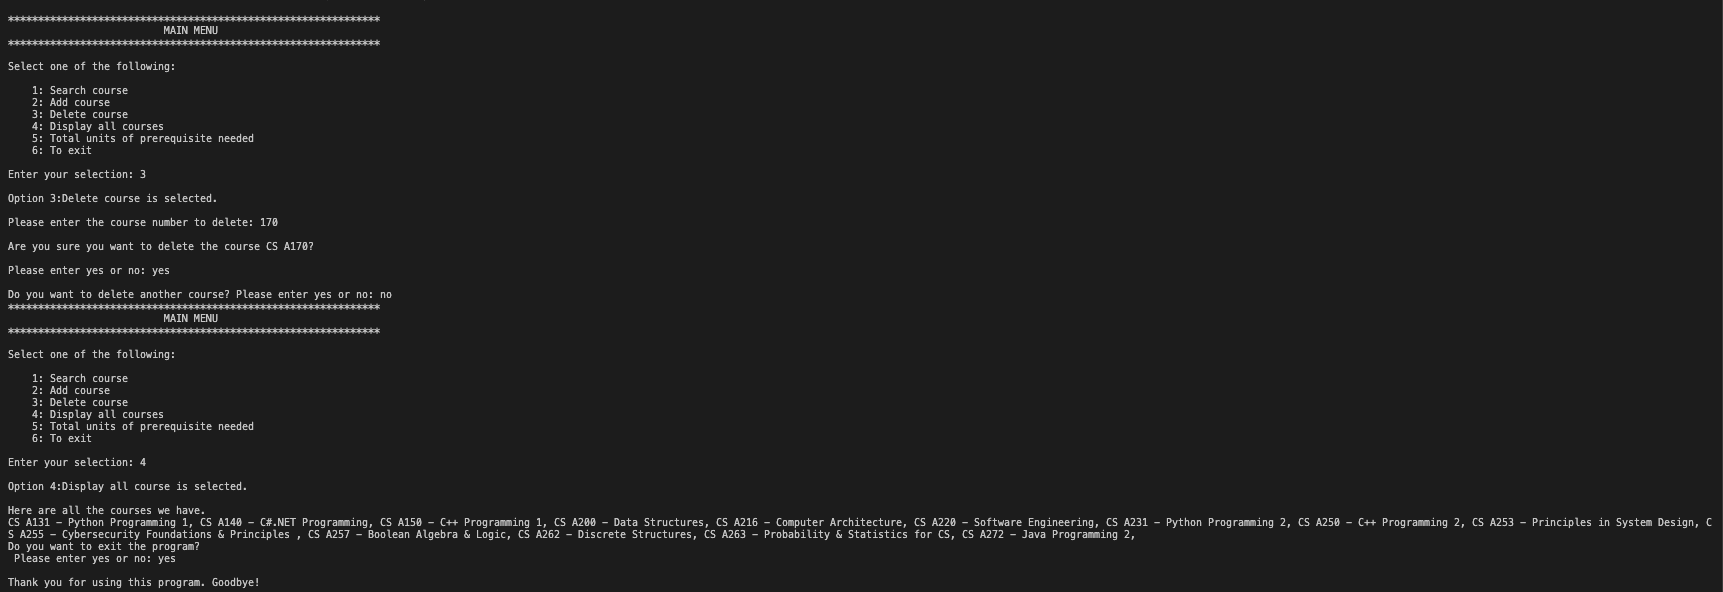 **************************************************************
                          MAIN MENU
**************************************************************
Select one of the following:
    1: Search course
    2: Add course
    3: Delete course
    4: Display all courses
    5: Total units of prerequisite needed
    6: To exit
Enter your selection: 3
Option 3:Delete course is selected.
Please enter the course number to delete: 170
Are you sure you want to delete the course CS A170?
Please enter yes or no: yes
Do you want to delete another course? Please enter yes or no: no
**************************************************************
                          MAIN MENU
**************************************************************
Select one of the following:
    1: Search course
    2: Add course
    3: Delete course
    4: Display all courses
    5: Total units of prerequisite needed
    6: To exit
Enter your selection: 4
Option 4:Display all course is selected.
Here are all the courses we have.
CS A131 – Python Programming 1, CS A140 – C#.NET Programming, CS A150 – C++ Programming 1, CS A200 – Data Structures, CS A216 – Computer Architecture, CS A220 – Software Engineering, CS A231 – Python Programming 2, CS A250 – C++ Programming 2, CS A253 – Principles in System Design, C
S A255 – Cybersecurity Foundations & Principles , CS A257 – Boolean Algebra & Logic, CS A262 – Discrete Structures, CS A263 – Probability & Statistics for CS, CS A272 – Java Programming 2,
Do you want to exit the program?
 Please enter yes or no: yes
Thank you for using this program. Goodbye!